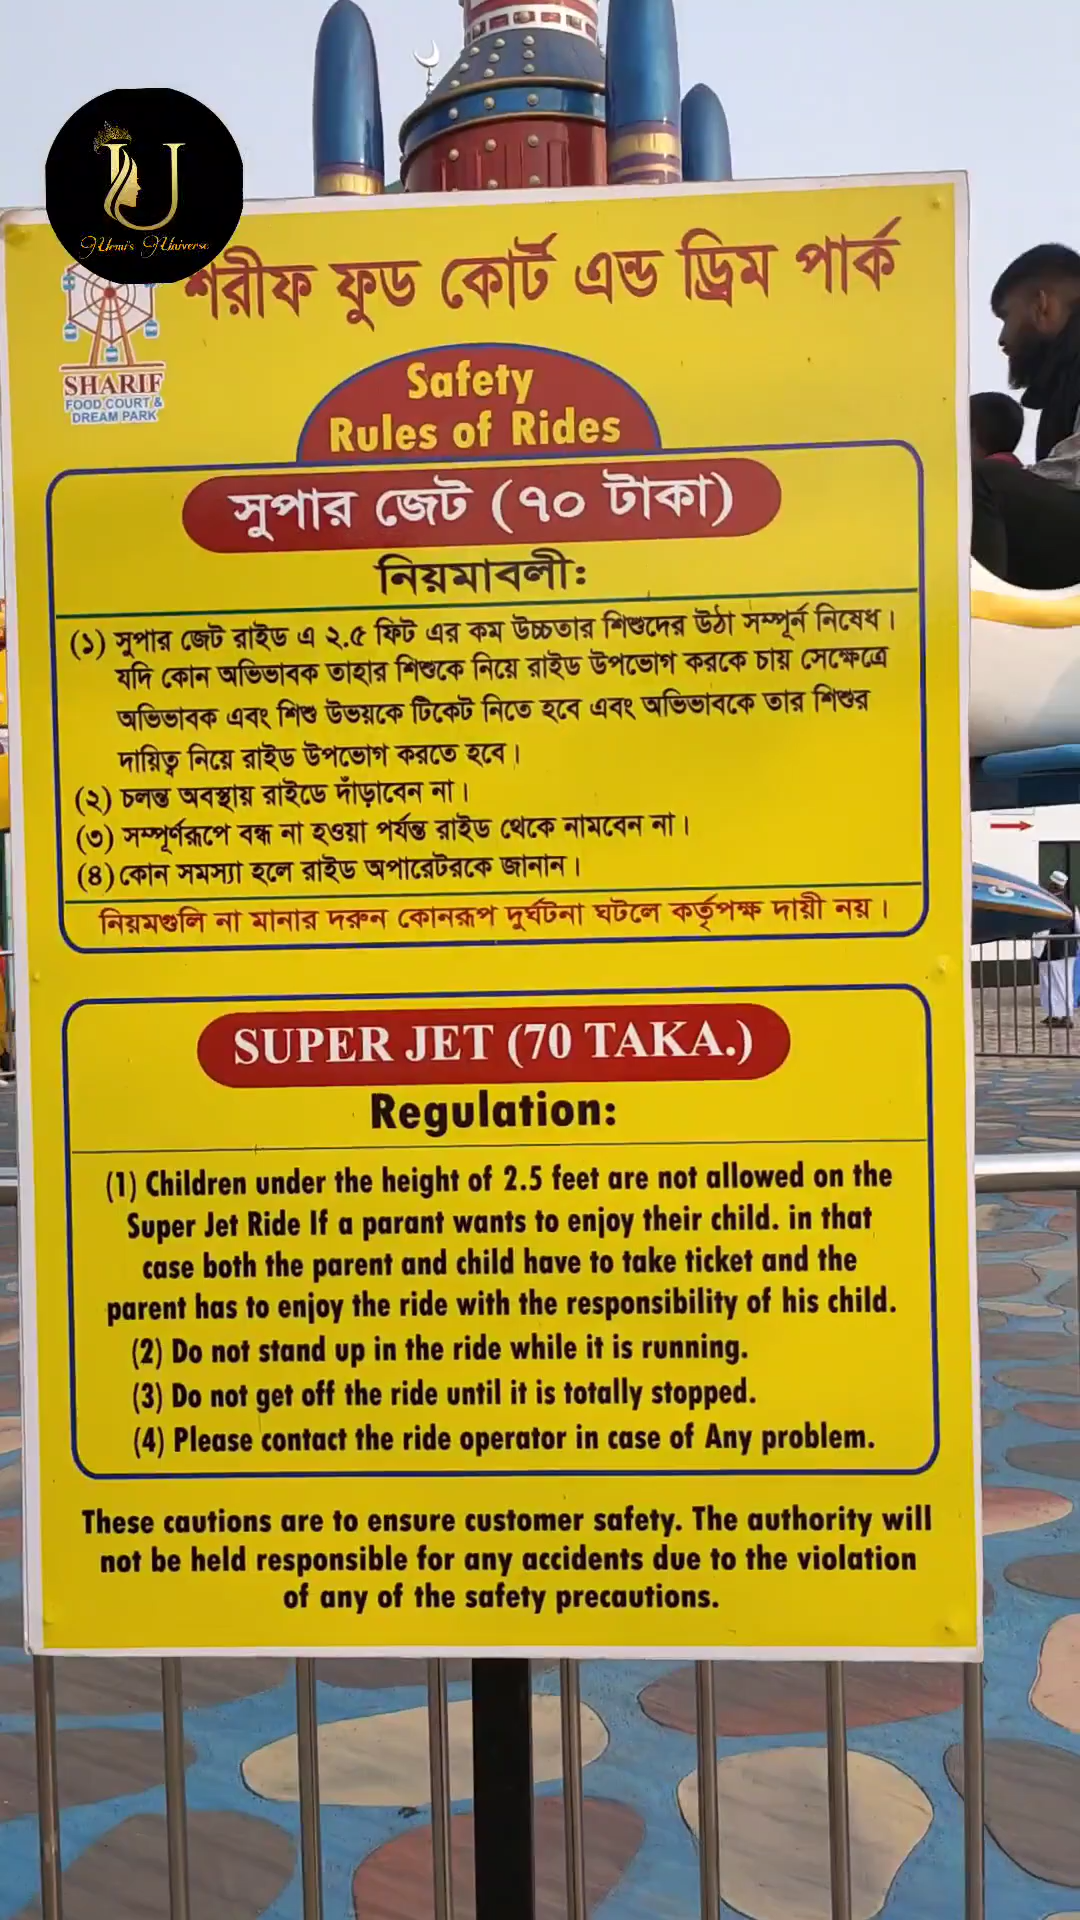 U
Urmi's Universe
শরীফ ফুড কোর্ট এন্ড ড্রিম পার্ক
SHARIF
FOOD COURT &
DREAM PARK
Safety
Rules of Rides
সুপার জেট (৭০ টাকা)
নিয়মাবলী:
(১) সুপার জেট রাইড এ ২.৫ ফিট এর কম উচ্চতার শিশুদের উঠা সম্পূর্ন নিষেধ।
যদি কোন অভিভাবক তাহার শিশুকে নিয়ে রাইড উপভোগ করকে চায় সেক্ষেত্রে
অভিভাবক এবং শিশু উভয়কে টিকেট নিতে হবে এবং অভিভাবকে তার শিশুর
দায়িত্ব নিয়ে রাইড উপভোগ করতে হবে।
(২) চলন্ত অবস্থায় রাইডে দাঁড়াবেন না।
(৩) সম্পূর্ণরূপে বন্ধ না হওয়া পর্যন্ত রাইড থেকে নামবেন না।
(৪) কোন সমস্যা হলে রাইড অপারেটরকে জানান।
নিয়মগুলি না মানার দরুন কোনরূপ দুর্ঘটনা ঘটলে কর্তৃপক্ষ দায়ী নয়।
SUPER JET (70 TAKA.)
Regulation:
(1) Children under the height of 2.5 feet are not allowed on the
Super Jet Ride If a parant wants to enjoy their child. in that
case both the parent and child have to take ticket and the
parent has to enjoy the ride with the responsibility of his child.
(2) Do not stand up in the ride while it is running.
(3) Do not get off the ride until it is totally stopped.
(4) Please contact the ride operator in case of Any problem.
These cautions are to ensure customer safety. The authority will
not be held responsible for any accidents due to the violation
of any of the safety precautions.